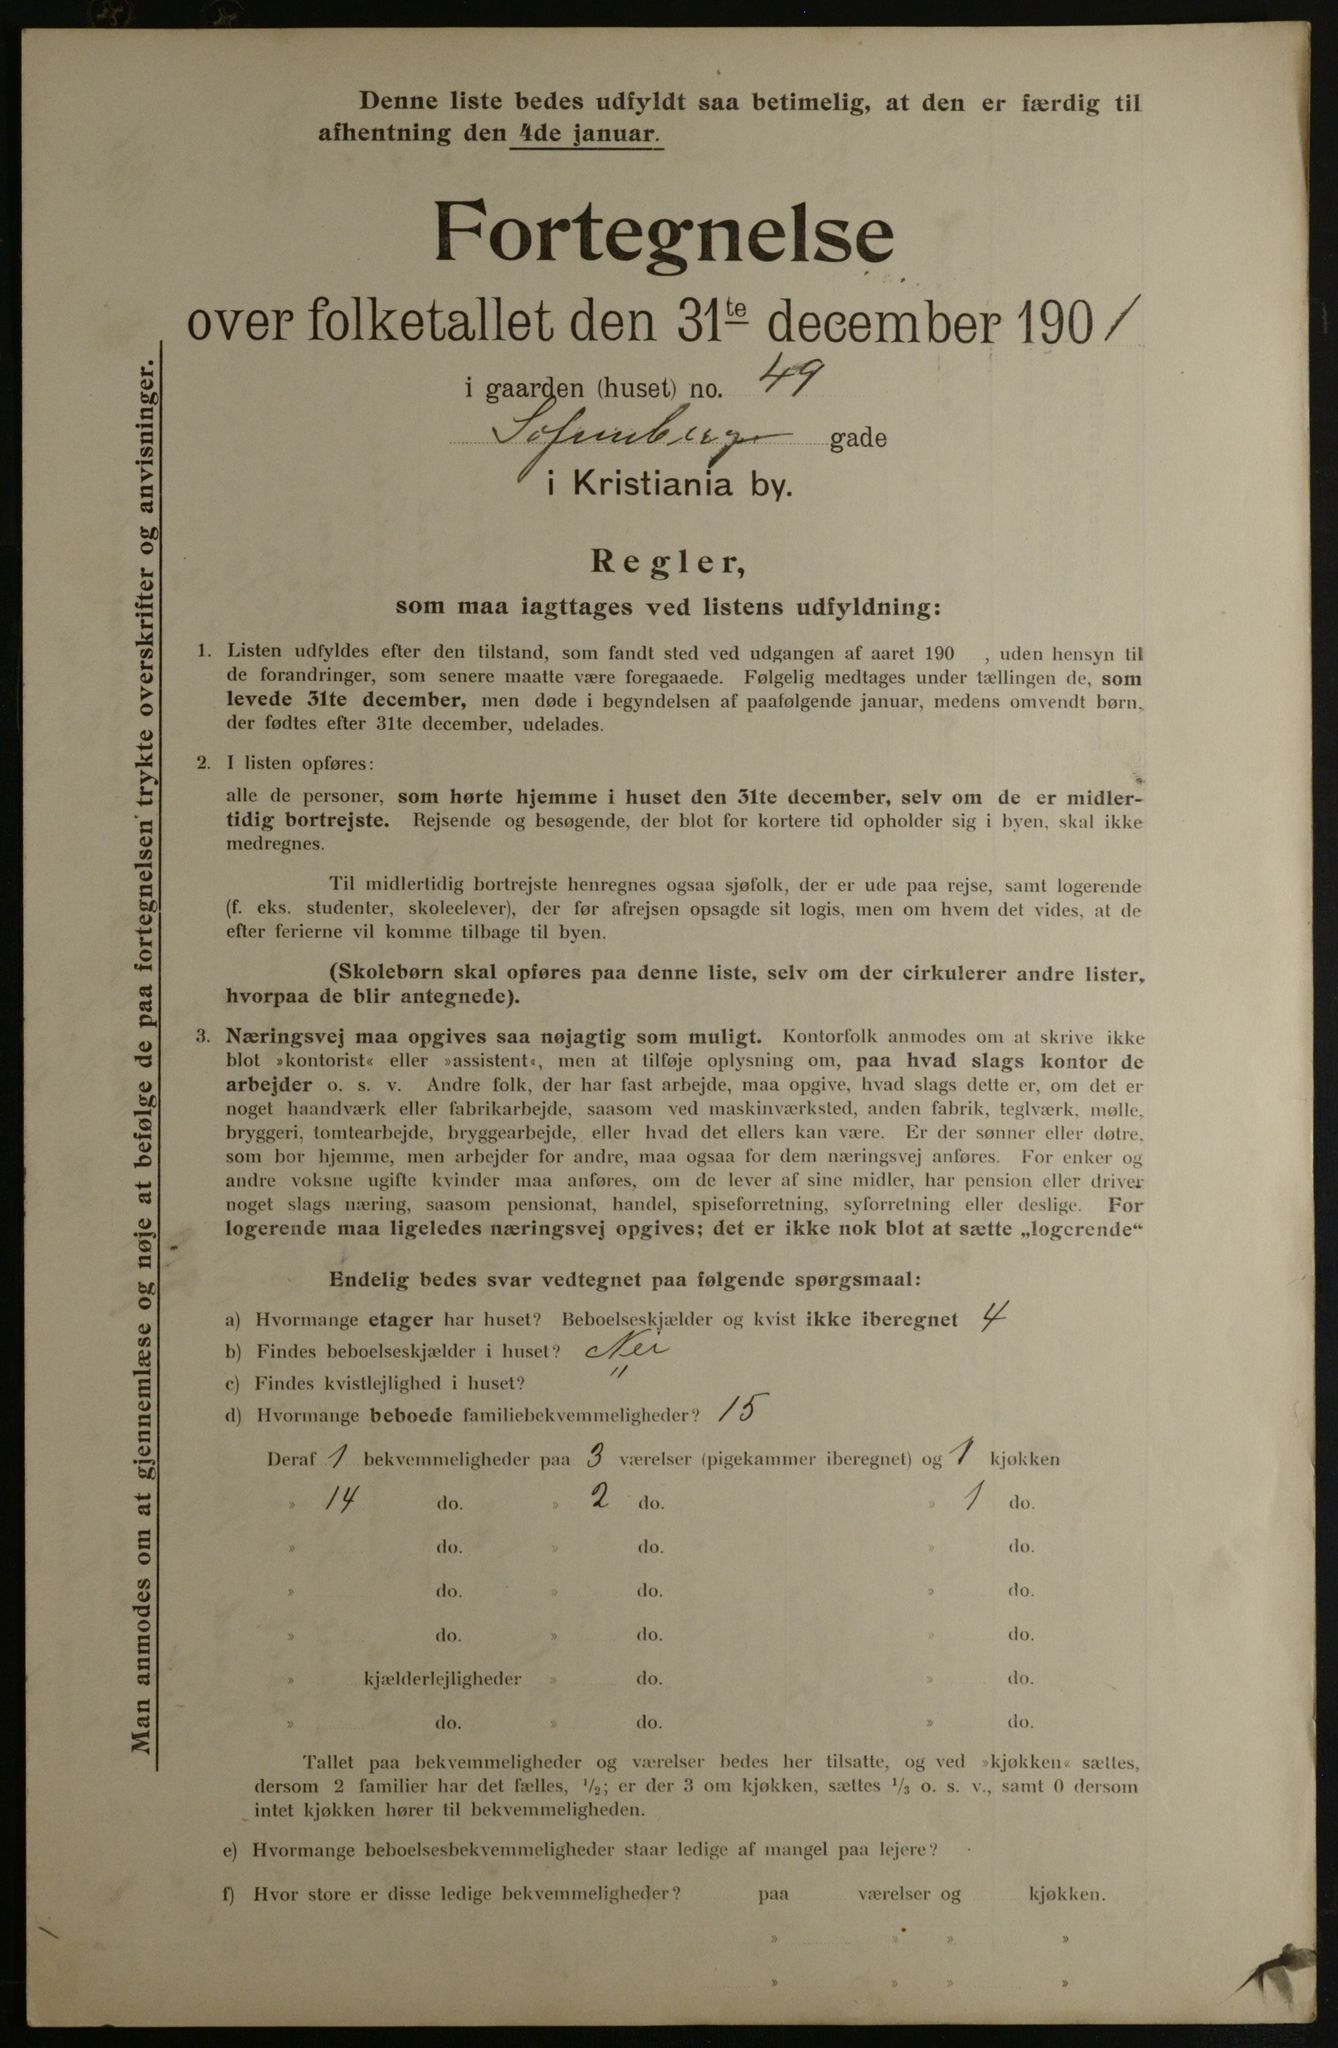 Denne liste bedes udfyldt saa betimelig, at den er færdig til
afhentning den 4de januar.
Fortegnelse
over folketallet den 31te december 1901
i gaarden (huset) no. 49
Sofienberg gade
i Kristiania by.
Regler,
som maa iagttages ved listens udfyldning:
1. Listen udfyldes efter den tilstand, som fandt sted ved udgangen af aaret 190 , uden hensyn til
de forandringer, som senere maatte være foregaaede. Følgelig medtages under tællingen de, som
levede 31te december, men døde i begyndelsen af paafølgende januar, medens omvendt børn,
der fødtes efter 31te december, udelades.
2. I listen opføres:
alle de personer, som hørte hjemme i huset den 31te december, selv om de er midler-
tidig bortrejste. Rejsende og besøgende, der blot for kortere tid opholder sig i byen, skal ikke
medregnes.
Til midlertidig bortrejste henregnes ogsaa sjøfolk, der er ude paa rejse, samt logerende
(f. eks. studenter, skoleelever), der før afrejsen opsagde sit logis, men om hvem det vides, at de
efter ferierne vil komme tilbage til byen.
(Skolebørn skal opføres paa denne liste, selv om der cirkulerer andre lister,
hvorpaa de blir antegnede).
3. Næringsvej maa opgives saa nøjagtig som muligt. Kontorfolk anmodes om at skrive ikke
blot »kontorist« eller »assistent«, men at tilføje oplysning om, paa hvad slags kontor de
arbejder o. s. v. Andre folk, der har fast arbejde, maa opgive, hvad slags dette er, om det er
noget haandværk eller fabrikarbejde, saasom ved maskinværksted, anden fabrik, teglværk, mølle,
bryggeri, tomtearbejde, bryggearbejde, eller hvad det ellers kan være. Er der sønner eller døtre,
som bor hjemme, men arbejder for andre, maa ogsaa for dem næringsvej anføres. For enker og
andre voksne ugifte kvinder maa anføres, om de lever af sine midler, har pension eller driver
noget slags næring, saasom pensionat, handel, spiseforretning, syforretning eller deslige. For
logerende maa ligeledes næringsvej opgives; det er ikke nok blot at sætte „logerende“
Endelig bedes svar vedtegnet paa følgende spørgsmaal:
a) Hvormange etager har huset? Beboelseskjælder og kvist ikke iberegnet 4
b) Findes beboelseskjælder i huset? Nei
c) Findes kvistlejlighed i huset? "
d) Hvormange beboede familiebekvemmeligheder? 15
Deraf 1 bekvemmeligheder paa 3 værelser (pigekammer iberegnet) og 1 kjøkken
» 14 do. » 2 do. » 1 do.
» do. » do. » do.
» do. » do. » do.
» do. » do. » do.
» kjælderlejligheder » do. » do.
» do. » do. » do.
Tallet paa bekvemmeligheder og værelser bedes her tilsatte, og ved »kjøkken« sættes,
dersom 2 familier har det fælles, 1/2; er der 3 om kjøkken, sættes 1/3 o. s. v., samt 0 dersom
intet kjøkken hører til bekvemmeligheden.
e) Hvormange beboelsesbekvemmeligheder staar ledige af mangel paa lejere?
f) Hvor store er disse ledige bekvemmeligheder? paa værelser og kjøkken.
» » » »
» » » »
Man anmodes om at gjennemlæse og nøje at befølge de paa fortegnelsen trykte overskrifter og anvisninger.